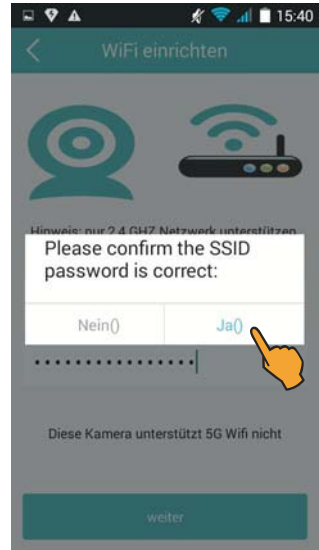 15:40
WiFi einrichten
Hinweis: nur 2.4 GHZ Netzwerk unterstützen
Please confirm the SSID
password is correct:
Nein()
Ja()
••••••••••••••••
Diese Kamera unterstützt 5G Wifi nicht
weiter